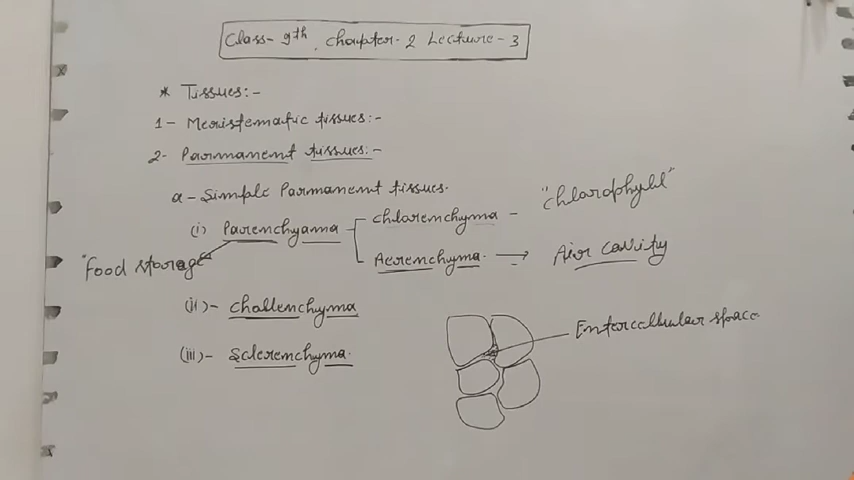 Class- 9th, Chapter- 2 Lecture - 3
* Tissues:-
1- Meristematic tissues:-
2- Parmanent tissues:-
a- Simple Parmanent tissues.
(i) Parenchyama
Chlorenchyma - "Chlorophyll"
Aerenchyma. → Air cavity
"Food storage"
(ii)- Chollenchyma
(iii)- Sclerenchyma.
Entercellular space